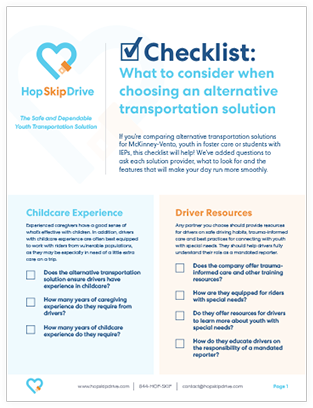 HopSkipDrive
The Safe and Dependable
Youth Transportation Solution
Checklist:
What to consider when
choosing an alternative
transportation solution
If you're comparing alternative transportation solutions
for McKinney-Vento, youth in foster care or students with
IEPs, this checklist will help! We've added questions to
ask each solution provider, what to look for and the
features that will make your day run more smoothly.
Childcare Experience
Experienced caregivers have a good sense of
what's effective with children. In addition, drivers
with childcare experience are often best equipped
to work with riders from vulnerable populations,
as they may be especially in need of a little extra
care on a trip.
Does the alternative transportation
solution ensure drivers have
experience in childcare?
How many years of caregiving
experience do they require from
drivers?
How many years of childcare
experience do they require?
Driver Resources
Any partner you choose should provide resources
for drivers on safe driving habits, trauma-informed
care and best practices for connecting with youth
with special needs. They should help drivers fully
understand their role as a mandated reporter.
Does the company offer trauma-
informed care and other training
resources?
How are they equipped for riders
with special needs?
Do they offer resources for drivers
to learn more about youth with
special needs?
How do they educate drivers on
the responsibility of a mandated
reporter?
www.hopskipdrive.com | 844-HOP-SKIP | contact@hopskipdrive.com Page 1